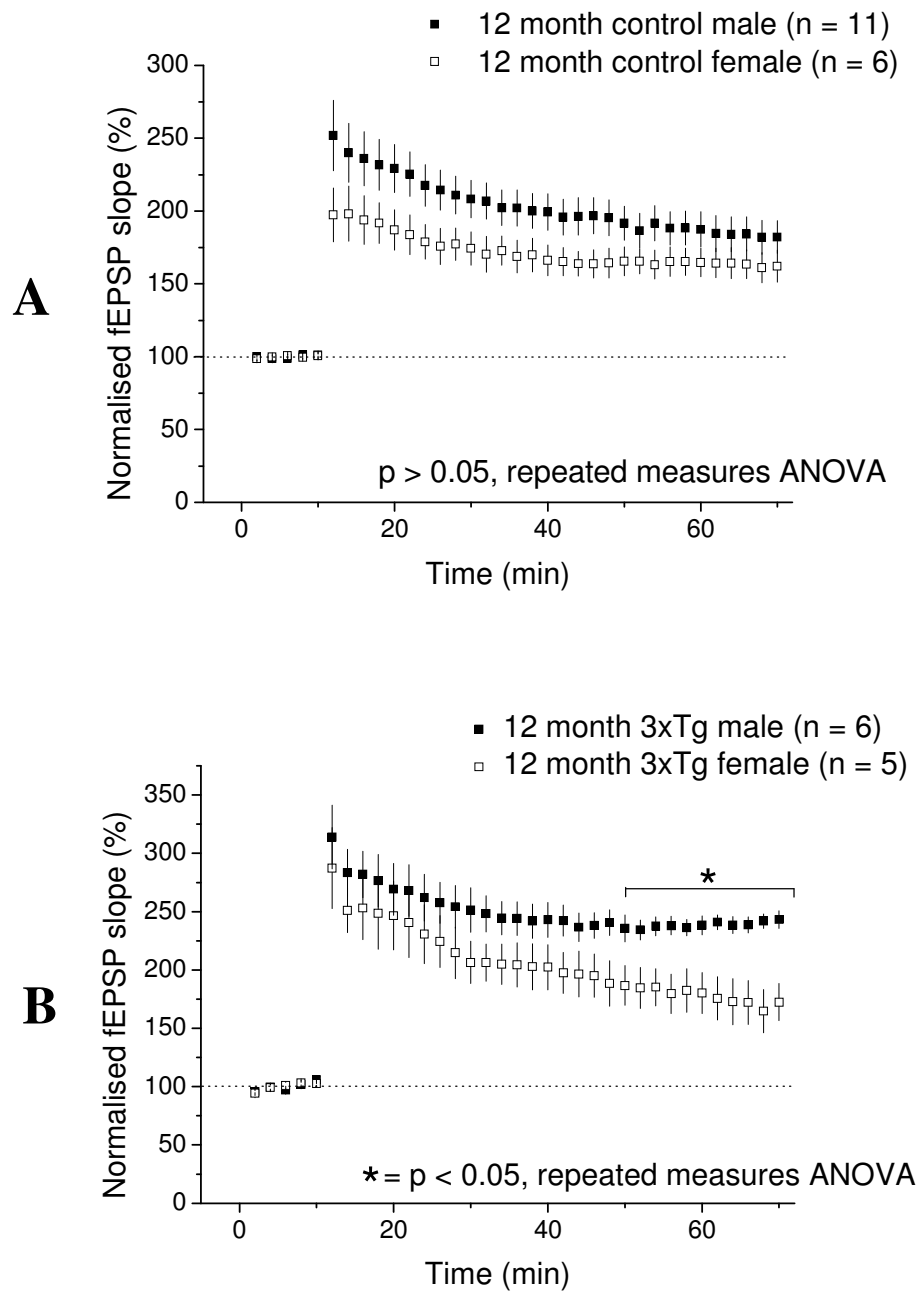 12 month control male (n = 11)
12 month control female (n = 6)
A
Normalised fEPSP slope (%)
300
250
200
150
100
50
0
p > 0.05, repeated measures ANOVA
0 20 40 60
Time (min)
12 month 3xTg male (n = 6)
12 month 3xTg female (n = 5)
B
Normalised fEPSP slope (%)
350
300
250
200
150
100
50
0
*
* = p < 0.05, repeated measures ANOVA
0 20 40 60
Time (min)